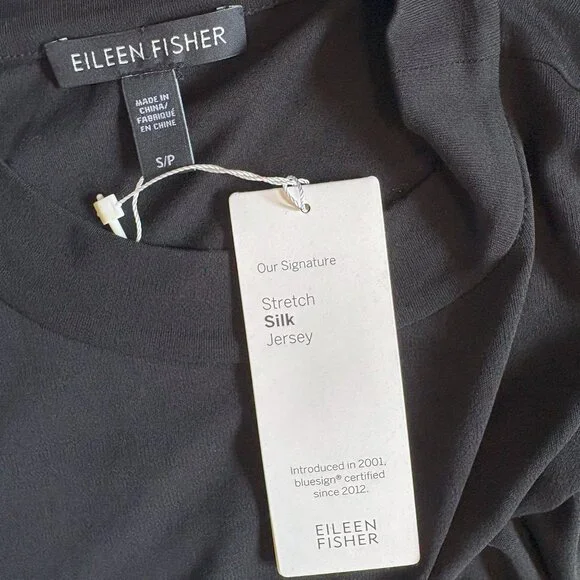 EILEEN FISHER
MADE IN
CHINA/
FABRIQUÉ
EN CHINE
S/P
Our Signature
Stretch
Silk
Jersey
Introduced in 2001,
bluesign® certified
since 2012.
EILEEN
FISHER